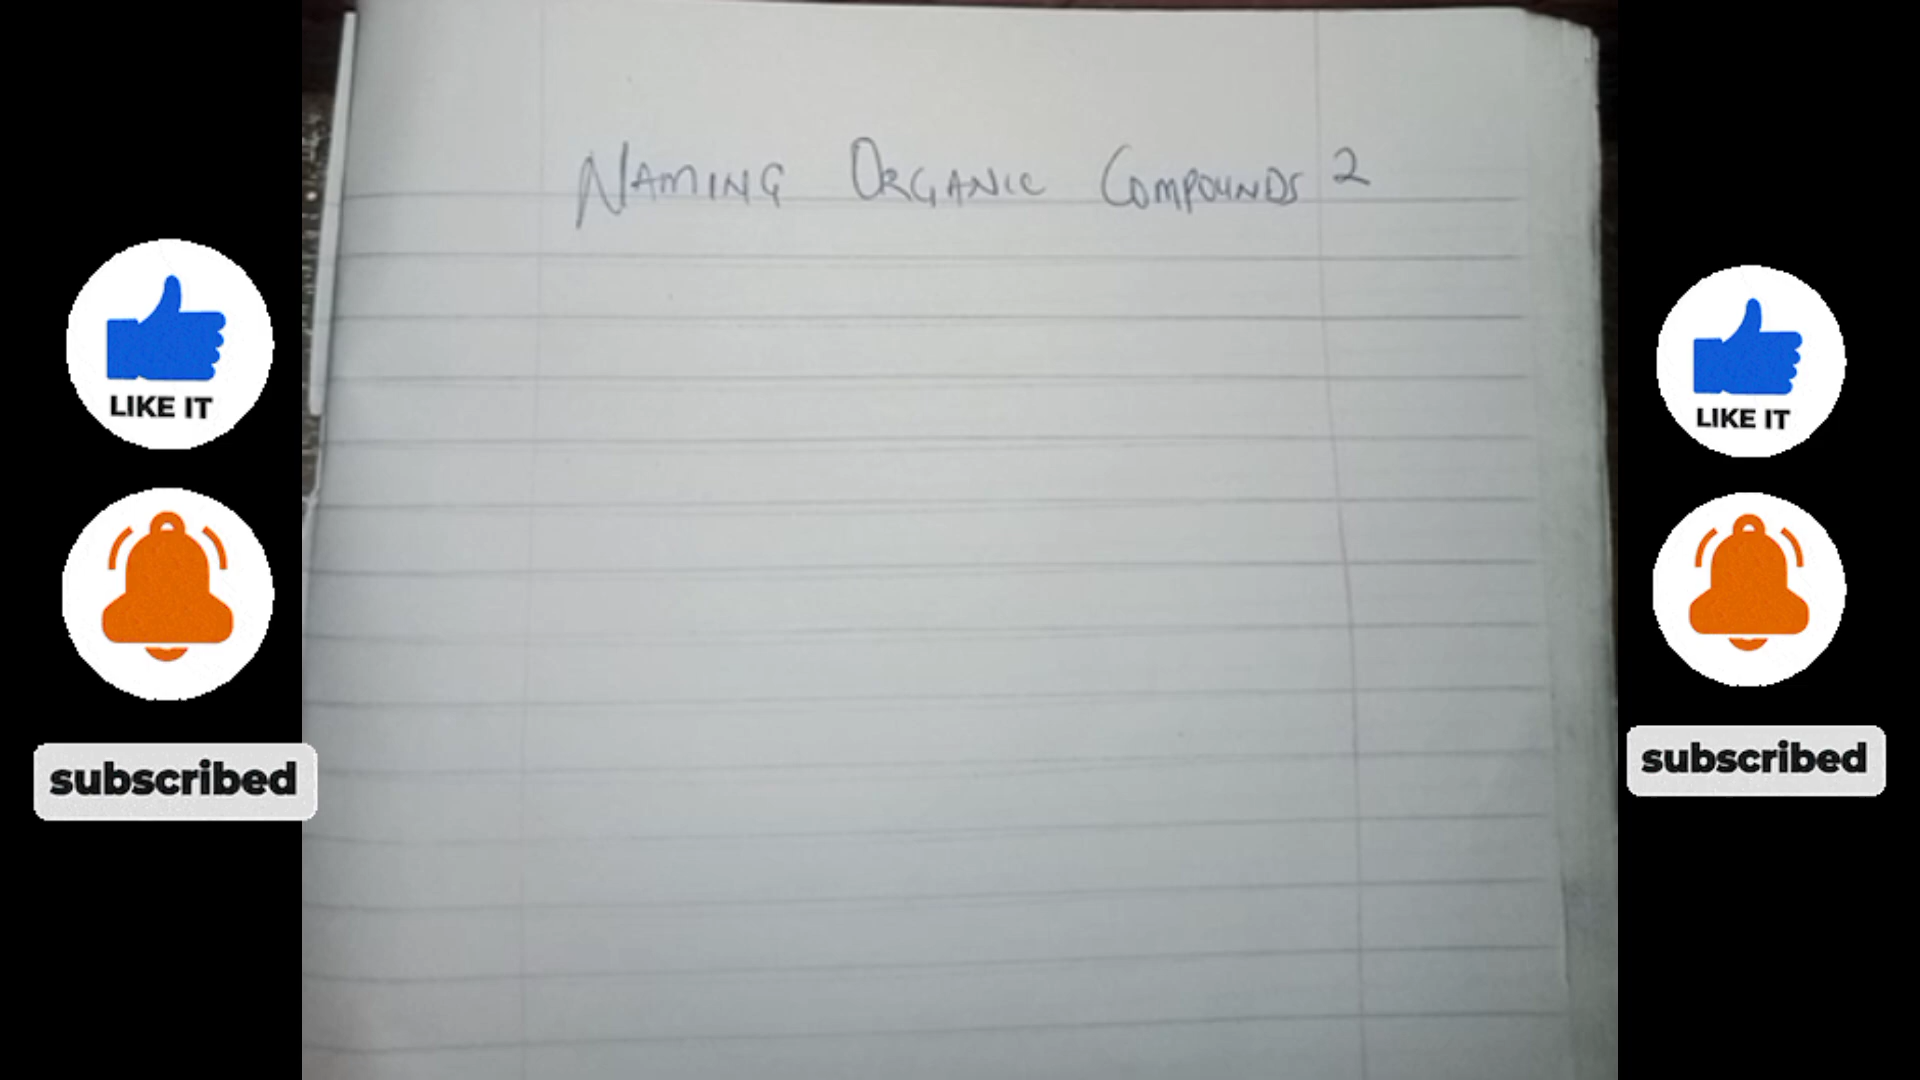 NAMING ORGANIC COMPOUNDS 2
LIKE IT
subscribed
LIKE IT
subscribed